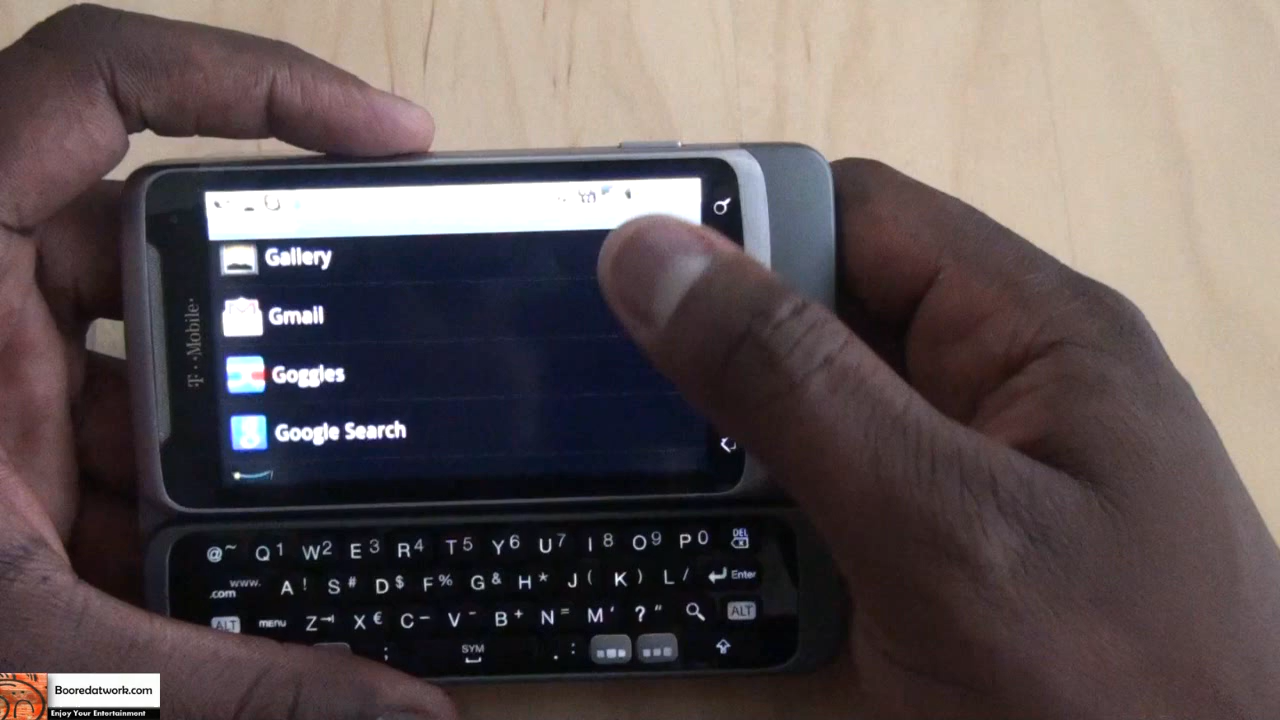 T··Mobile·
Gallery
Gmail
Goggles
Google Search
@~ Q1 W2 E3 R4 T5 Y6 U7 I8 O9 P0 DEL
www. .com A! S# D$ F% G& H* J( K) L/ Enter
ALT menu Z X€ C– V- B+ N= M' ?" ALT
; SYM . :
Booredatwork.com
Enjoy Your Entertainment